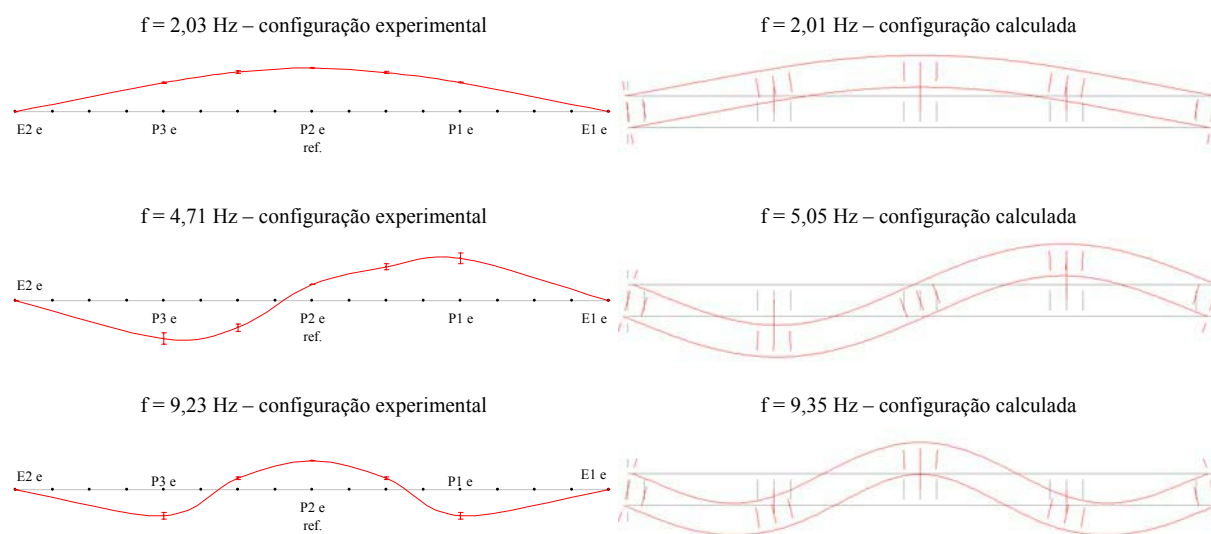 f = 2,03 Hz – configuração experimental
f = 2,01 Hz – configuração calculada
E2 e
P3 e
P2 e
P1 e
E1 e
ref.
f = 4,71 Hz – configuração experimental
f = 5,05 Hz – configuração calculada
E2 e
P3 e
P2 e
P1 e
E1 e
ref.
f = 9,23 Hz – configuração experimental
f = 9,35 Hz – configuração calculada
E2 e
P3 e
P1 e
E1 e
P2 e
ref.